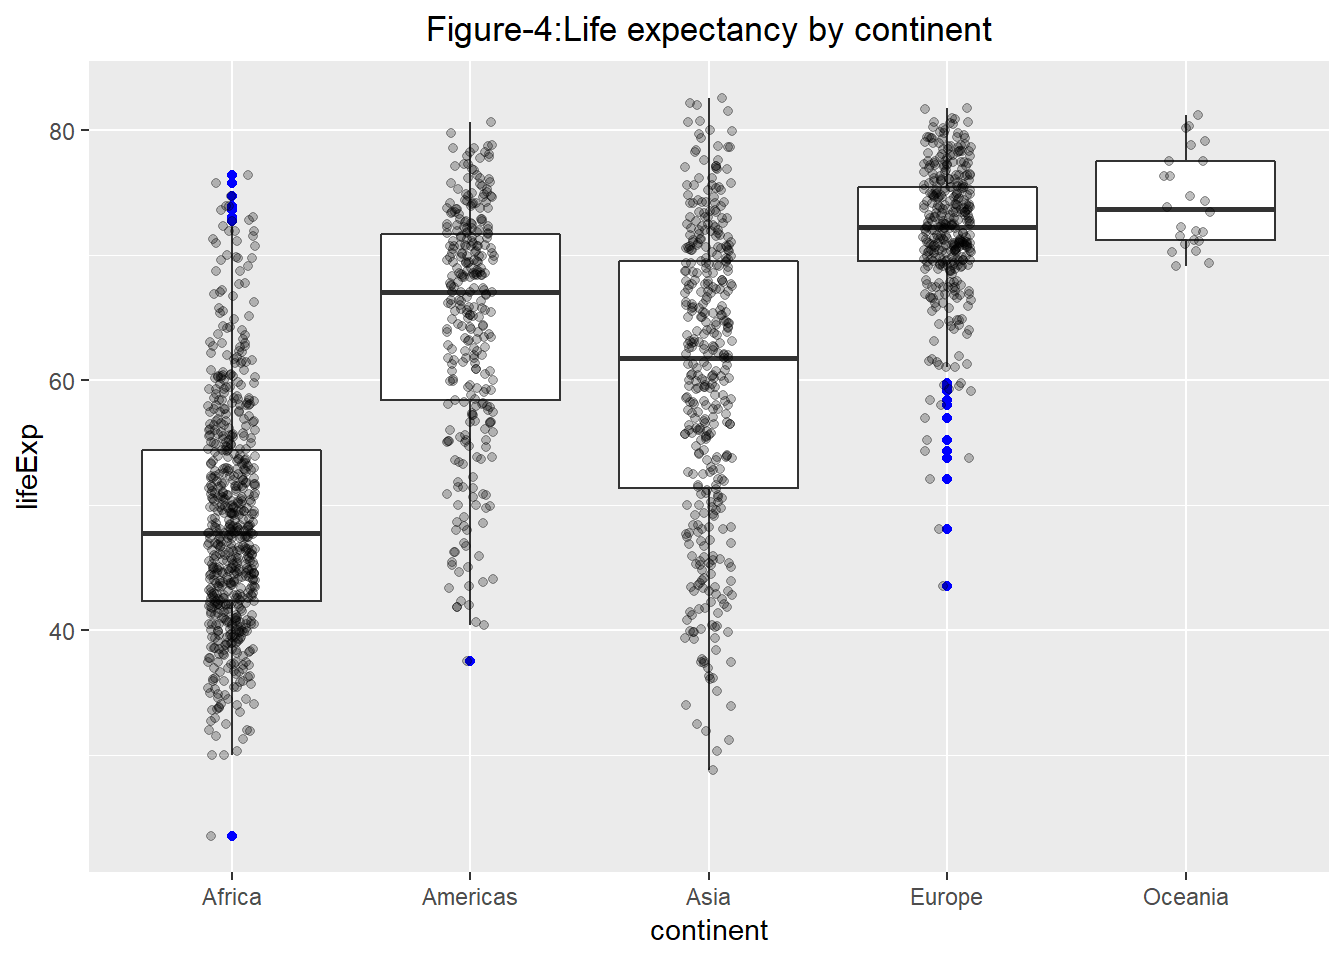 Figure-4:Life expectancy by continent
80
60
40
lifeExp
Africa Americas Asia Europe Oceania
continent